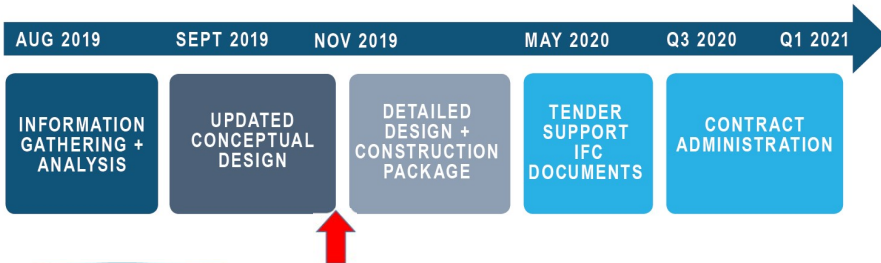 AUG 2019 SEPT 2019 NOV 2019 MAY 2020 Q3 2020 Q1 2021
INFORMATION
GATHERING +
ANALYSIS
UPDATED
CONCEPTUAL
DESIGN
DETAILED
DESIGN +
CONSTRUCTION
PACKAGE
TENDER
SUPPORT
IFC
DOCUMENTS
CONTRACT
ADMINISTRATION